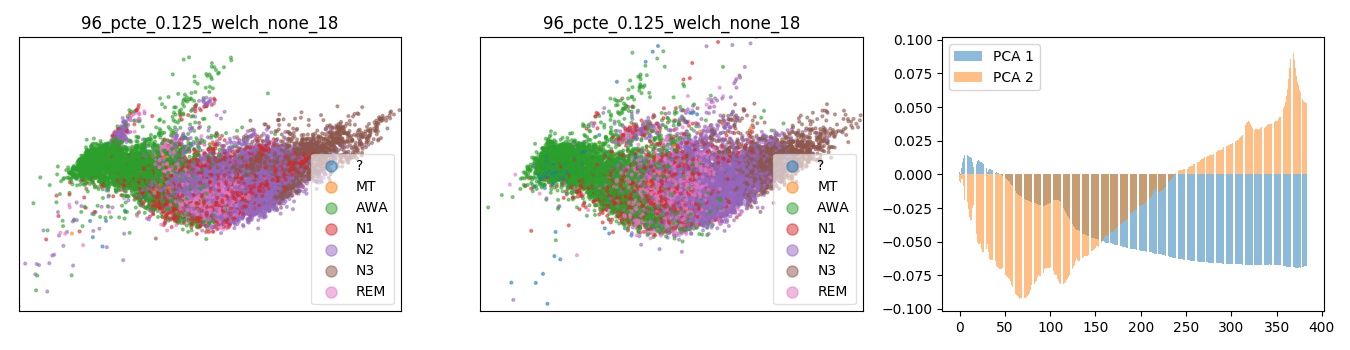 96_pcte_0.125_welch_none_18
?
MT
AWA
N1
N2
N3
REM
96_pcte_0.125_welch_none_18
?
MT
AWA
N1
N2
N3
REM
PCA 1
PCA 2
0.100
0.075
0.050
0.025
0.000
−0.025
−0.050
−0.075
−0.100
0 50 100 150 200 250 300 350 400